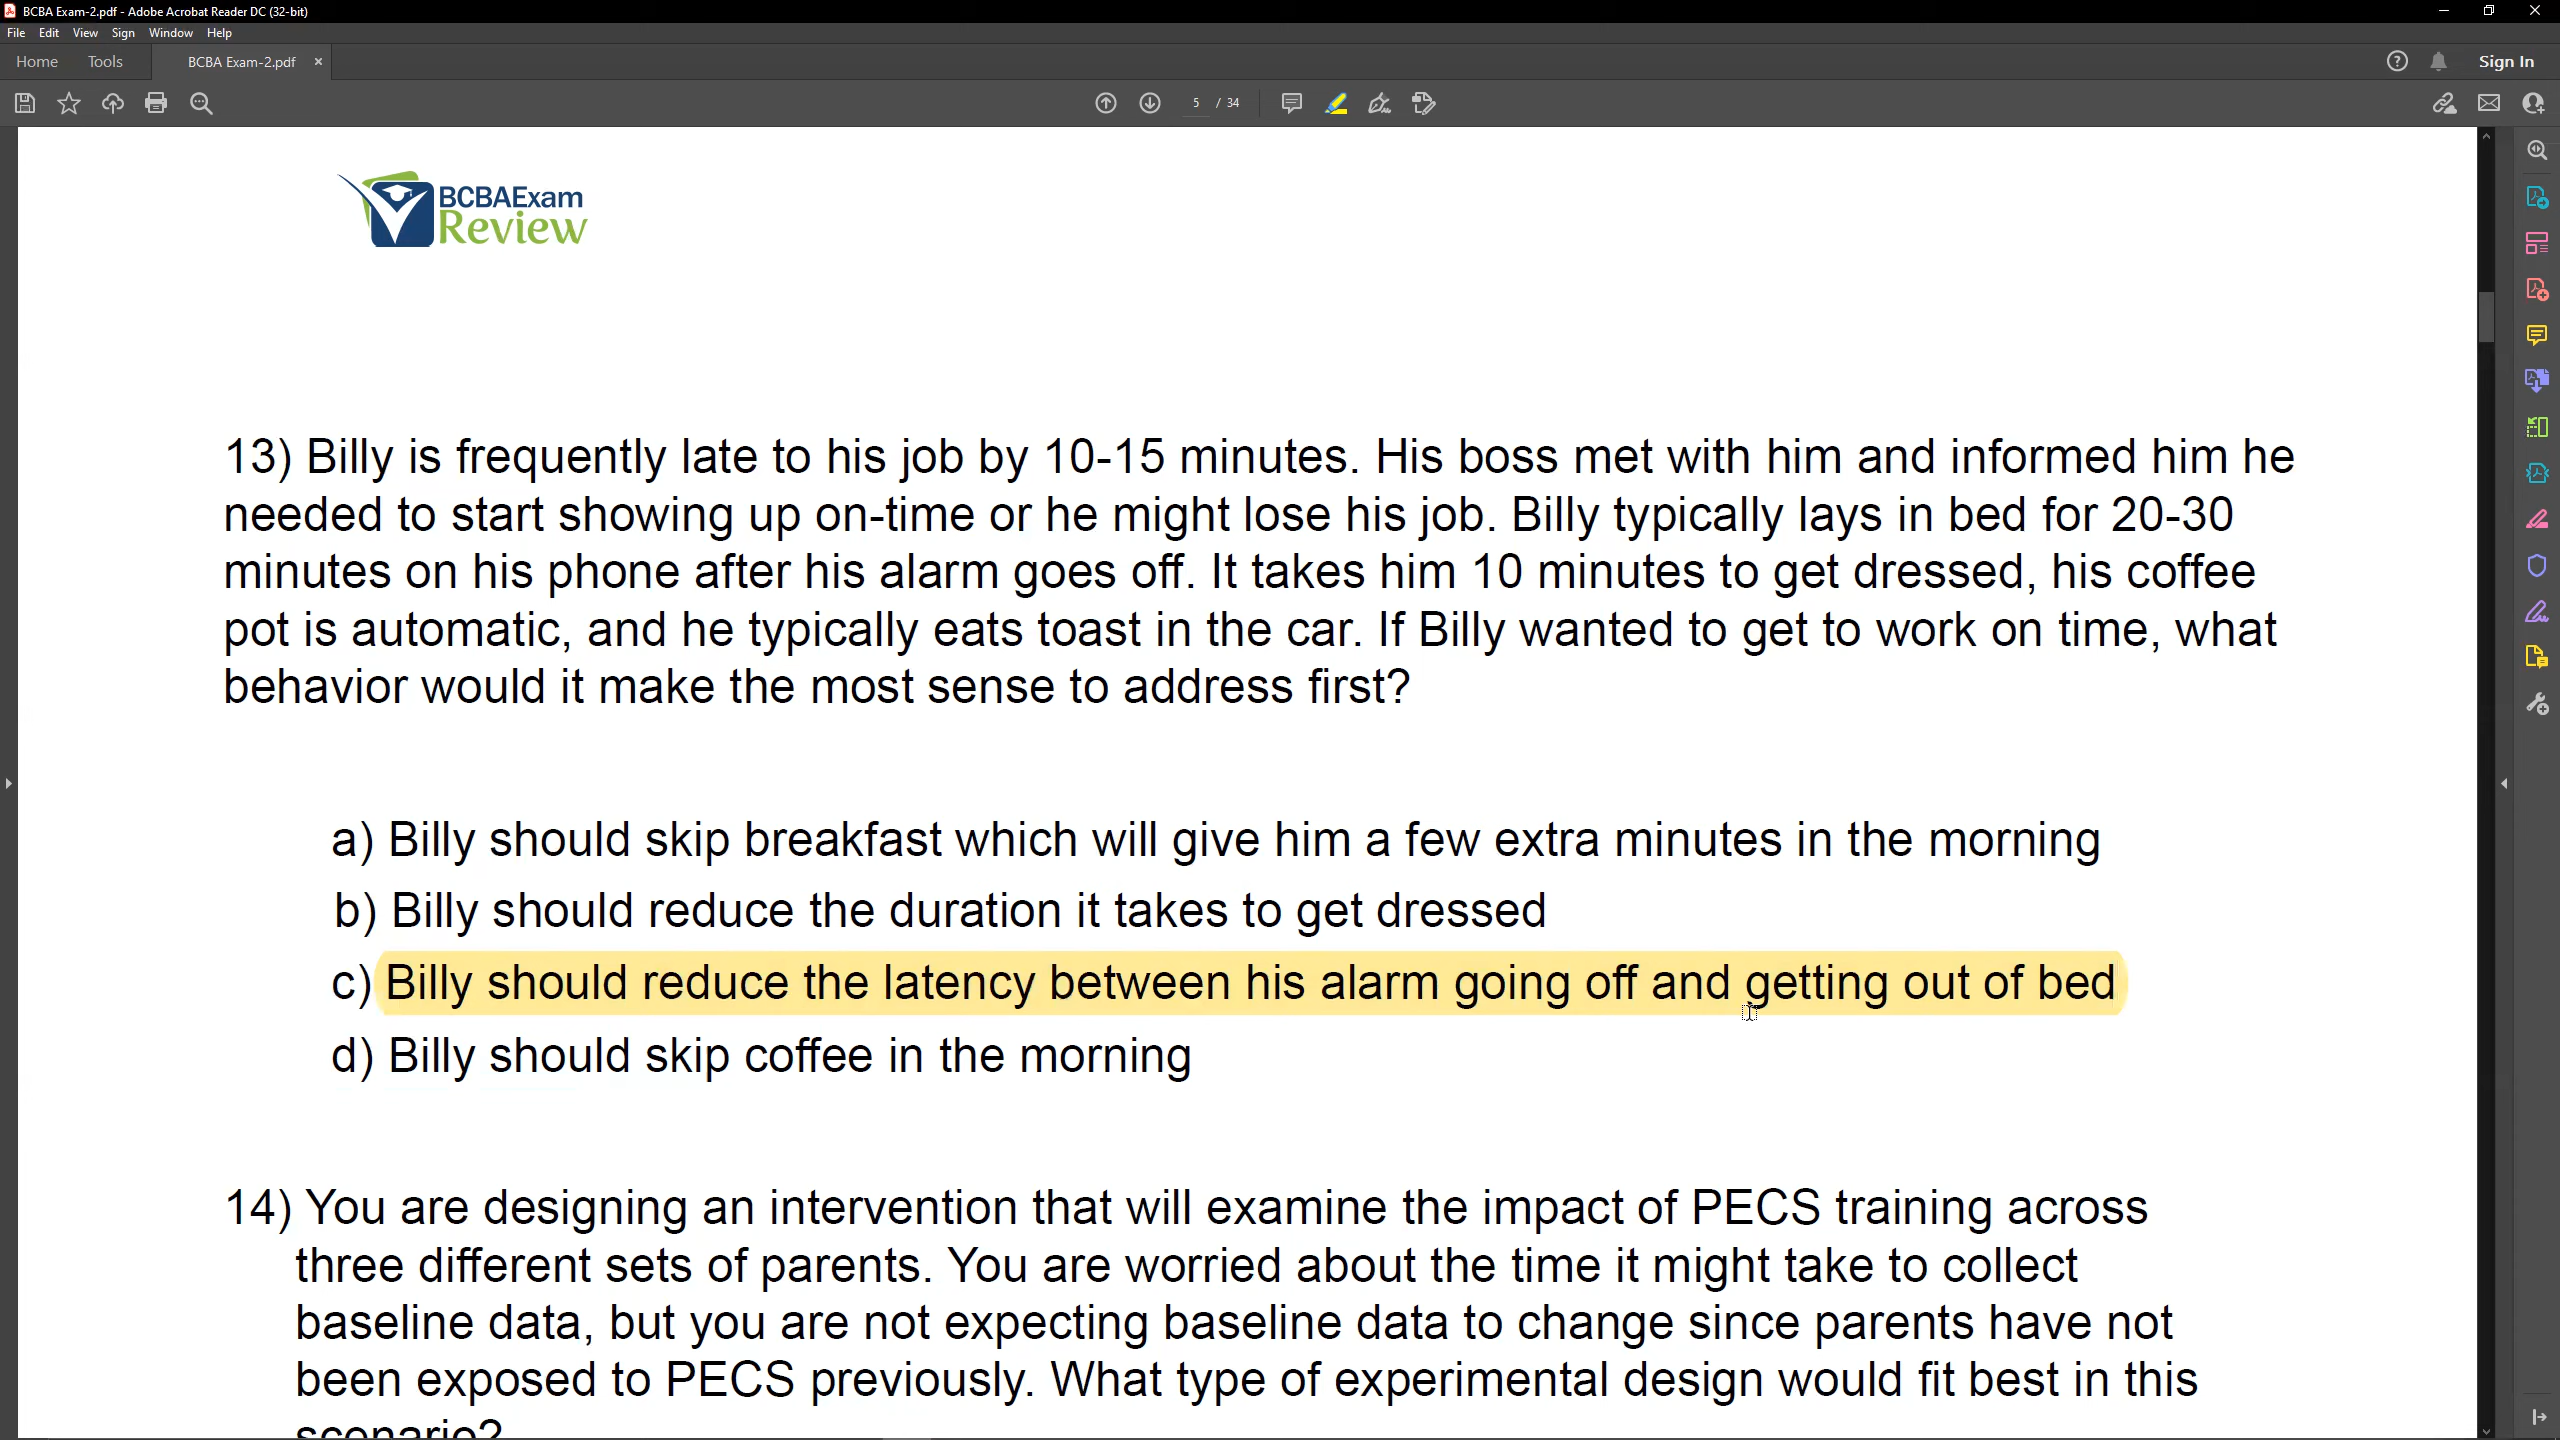 BCBA Exam-2.pdf - Adobe Acrobat Reader DC (32-bit)
File Edit View Sign Window Help
Home Tools BCBA Exam-2.pdf × Sign In
5 / 34
BCBAExam
Review
13) Billy is frequently late to his job by 10-15 minutes. His boss met with him and informed him he
needed to start showing up on-time or he might lose his job. Billy typically lays in bed for 20-30
minutes on his phone after his alarm goes off. It takes him 10 minutes to get dressed, his coffee
pot is automatic, and he typically eats toast in the car. If Billy wanted to get to work on time, what
behavior would it make the most sense to address first?
a) Billy should skip breakfast which will give him a few extra minutes in the morning
b) Billy should reduce the duration it takes to get dressed
c) Billy should reduce the latency between his alarm going off and getting out of bed
d) Billy should skip coffee in the morning
14) You are designing an intervention that will examine the impact of PECS training across
three different sets of parents. You are worried about the time it might take to collect
baseline data, but you are not expecting baseline data to change since parents have not
been exposed to PECS previously. What type of experimental design would fit best in this
scenario?